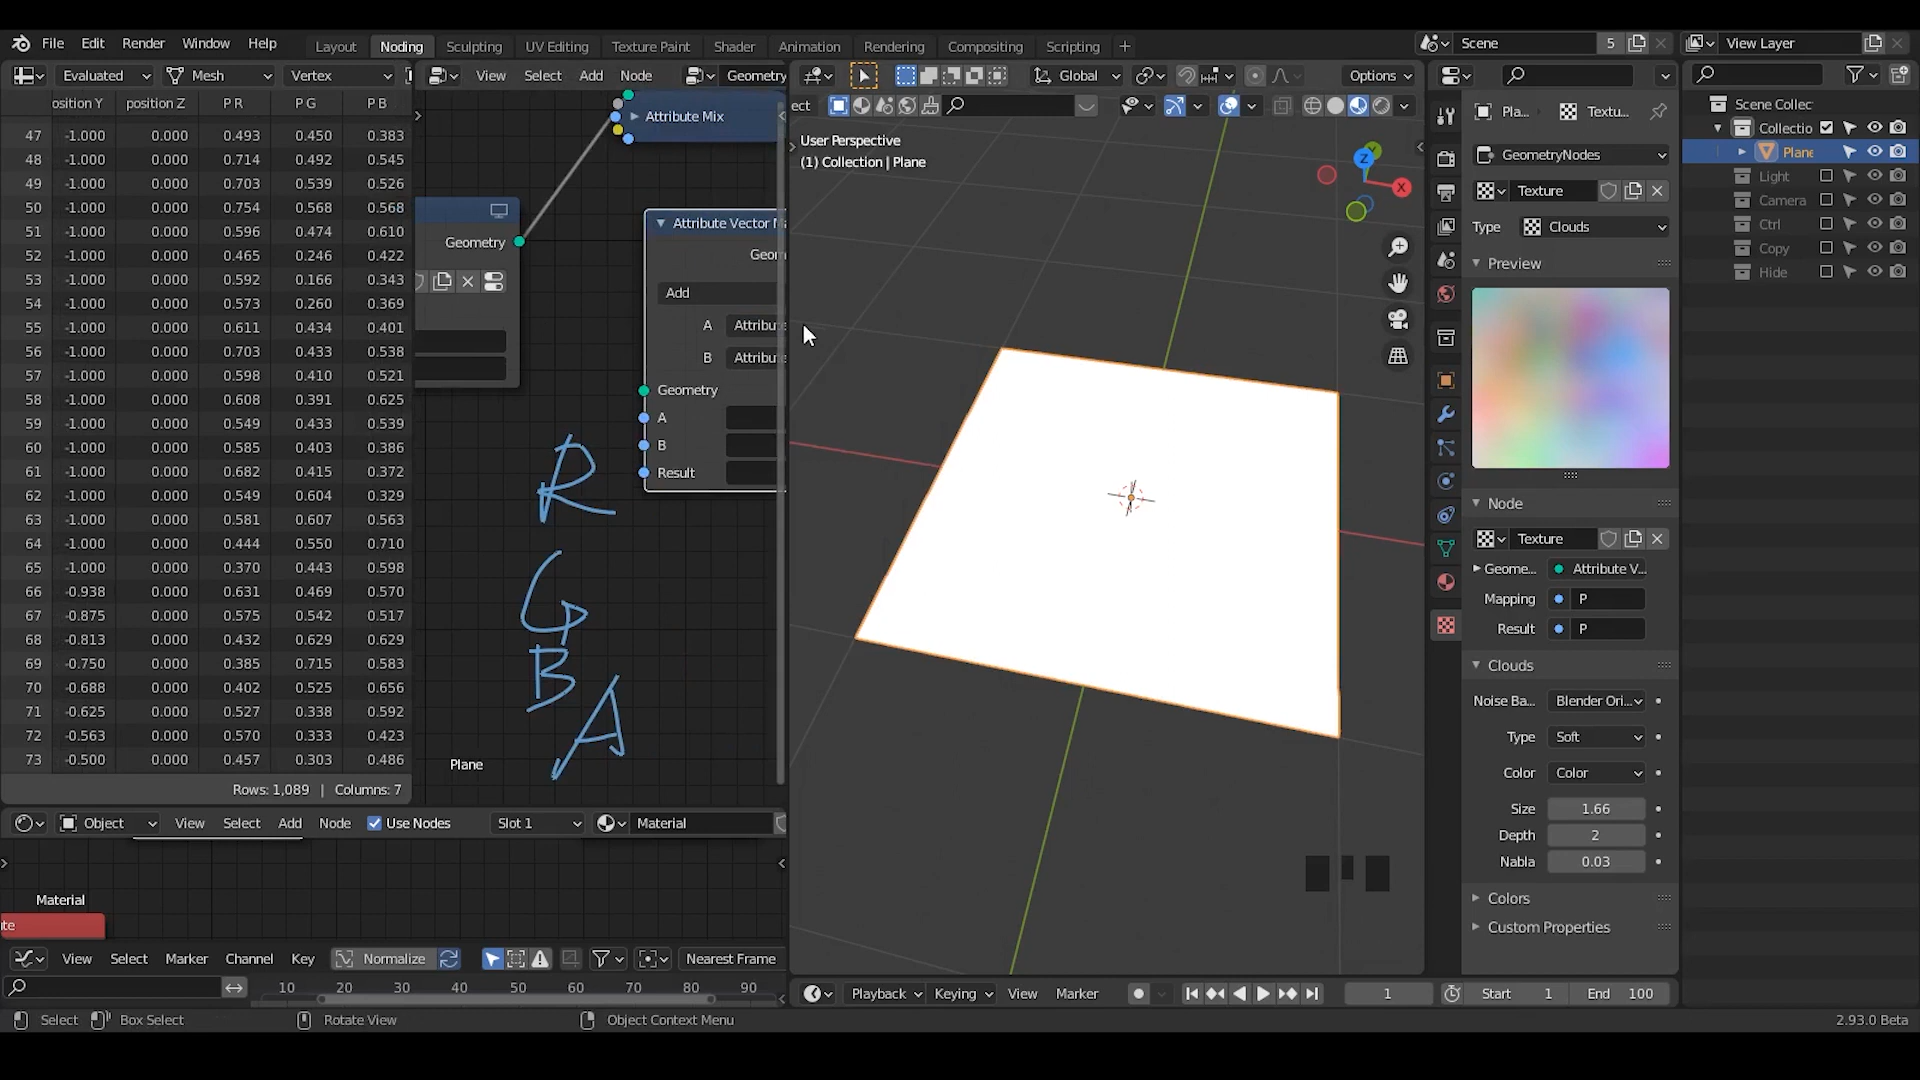 File Edit Render Window Help Layout Noding Sculpting UV Editing Texture Paint Shader Animation Rendering Compositing Scripting + Scene 5 View Layer
Evaluated Mesh Vertex View Select Add Node Geometry Global Options
osition Y position Z P R P G P B
47 -1.000 0.000 0.493 0.450 0.383
48 -1.000 0.000 0.714 0.492 0.545
49 -1.000 0.000 0.703 0.539 0.526
50 -1.000 0.000 0.754 0.568 0.568
51 -1.000 0.000 0.596 0.474 0.610
52 -1.000 0.000 0.465 0.246 0.422
53 -1.000 0.000 0.592 0.166 0.343
54 -1.000 0.000 0.573 0.260 0.369
55 -1.000 0.000 0.611 0.434 0.401
56 -1.000 0.000 0.703 0.433 0.538
57 -1.000 0.000 0.598 0.410 0.521
58 -1.000 0.000 0.608 0.391 0.625
59 -1.000 0.000 0.549 0.433 0.539
60 -1.000 0.000 0.585 0.403 0.386
61 -1.000 0.000 0.682 0.415 0.372
62 -1.000 0.000 0.549 0.604 0.329
63 -1.000 0.000 0.581 0.607 0.563
64 -1.000 0.000 0.444 0.550 0.710
65 -1.000 0.000 0.370 0.443 0.598
66 -0.938 0.000 0.631 0.469 0.570
67 -0.875 0.000 0.575 0.542 0.517
68 -0.813 0.000 0.432 0.629 0.629
69 -0.750 0.000 0.385 0.715 0.583
70 -0.688 0.000 0.402 0.525 0.656
71 -0.625 0.000 0.527 0.338 0.592
72 -0.563 0.000 0.570 0.333 0.423
73 -0.500 0.000 0.457 0.303 0.486
Rows: 1,089 | Columns: 7
Attribute Mix
Geometry
Attribute Vector M
Geom
Add
A Attribute
B Attribute
Geometry
A
B
Result
R
G
B
A
Plane
ect
User Perspective
(1) Collection | Plane
Z
X
Pla... Textu...
GeometryNodes
Texture
Type Clouds
Preview
Node
Texture
Geome... Attribute V...
Mapping P
Result P
Clouds
Noise Ba... Blender Ori...
Type Soft
Color Color
Size 1.66
Depth 2
Nabla 0.03
Colors
Custom Properties
Scene Collec
Collectio
Plane
Light
Camera
Ctrl
Copy
Hide
Object View Select Add Node Use Nodes Slot 1 Material
Material
te
View Select Marker Channel Key Normalize Nearest Frame
10 20 30 40 50 60 70 80 90
Playback Keying View Marker 1 Start 1 End 100
Select Box Select Rotate View Object Context Menu 2.93.0 Beta